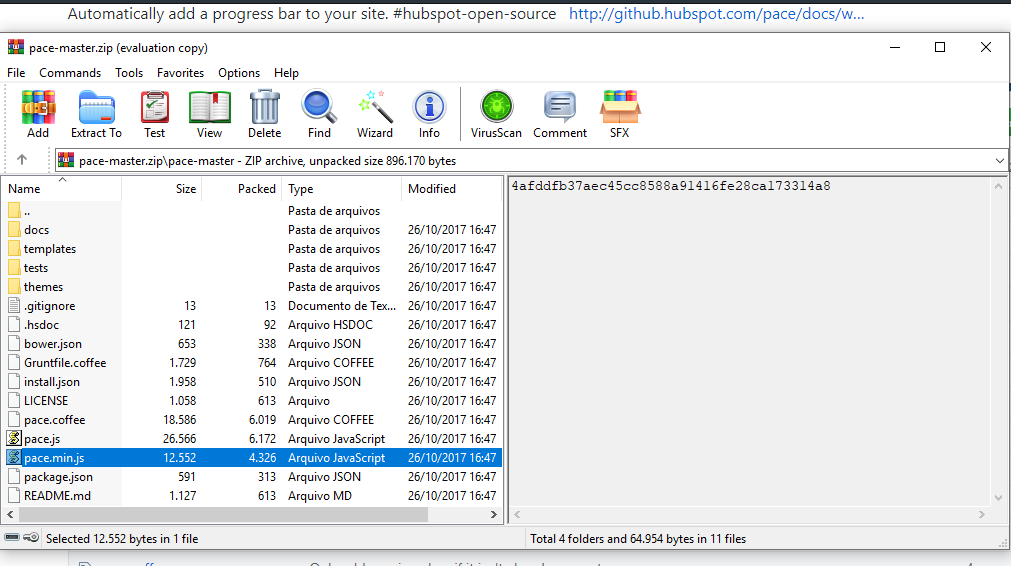 Automatically add a progress bar to your site. #hubspot-open-source http://github.hubspot.com/pace/docs/w...
pace-master.zip (evaluation copy)
File Commands Tools Favorites Options Help
Add Extract To Test View Delete Find Wizard Info VirusScan Comment SFX
pace-master.zip\pace-master - ZIP archive, unpacked size 896.170 bytes
Name Size Packed Type Modified
4afddfb37aec45cc8588a91416fe28ca173314a8
.. Pasta de arquivos
docs Pasta de arquivos 26/10/2017 16:47
templates Pasta de arquivos 26/10/2017 16:47
tests Pasta de arquivos 26/10/2017 16:47
themes Pasta de arquivos 26/10/2017 16:47
.gitignore 13 13 Documento de Tex... 26/10/2017 16:47
.hsdoc 121 92 Arquivo HSDOC 26/10/2017 16:47
bower.json 653 338 Arquivo JSON 26/10/2017 16:47
Gruntfile.coffee 1.729 764 Arquivo COFFEE 26/10/2017 16:47
install.json 1.958 510 Arquivo JSON 26/10/2017 16:47
LICENSE 1.058 613 Arquivo 26/10/2017 16:47
pace.coffee 18.586 6.019 Arquivo COFFEE 26/10/2017 16:47
pace.js 26.566 6.172 Arquivo JavaScript 26/10/2017 16:47
pace.min.js 12.552 4.326 Arquivo JavaScript 26/10/2017 16:47
package.json 591 313 Arquivo JSON 26/10/2017 16:47
README.md 1.127 613 Arquivo MD 26/10/2017 16:47
Selected 12.552 bytes in 1 file
Total 4 folders and 64.954 bytes in 11 files